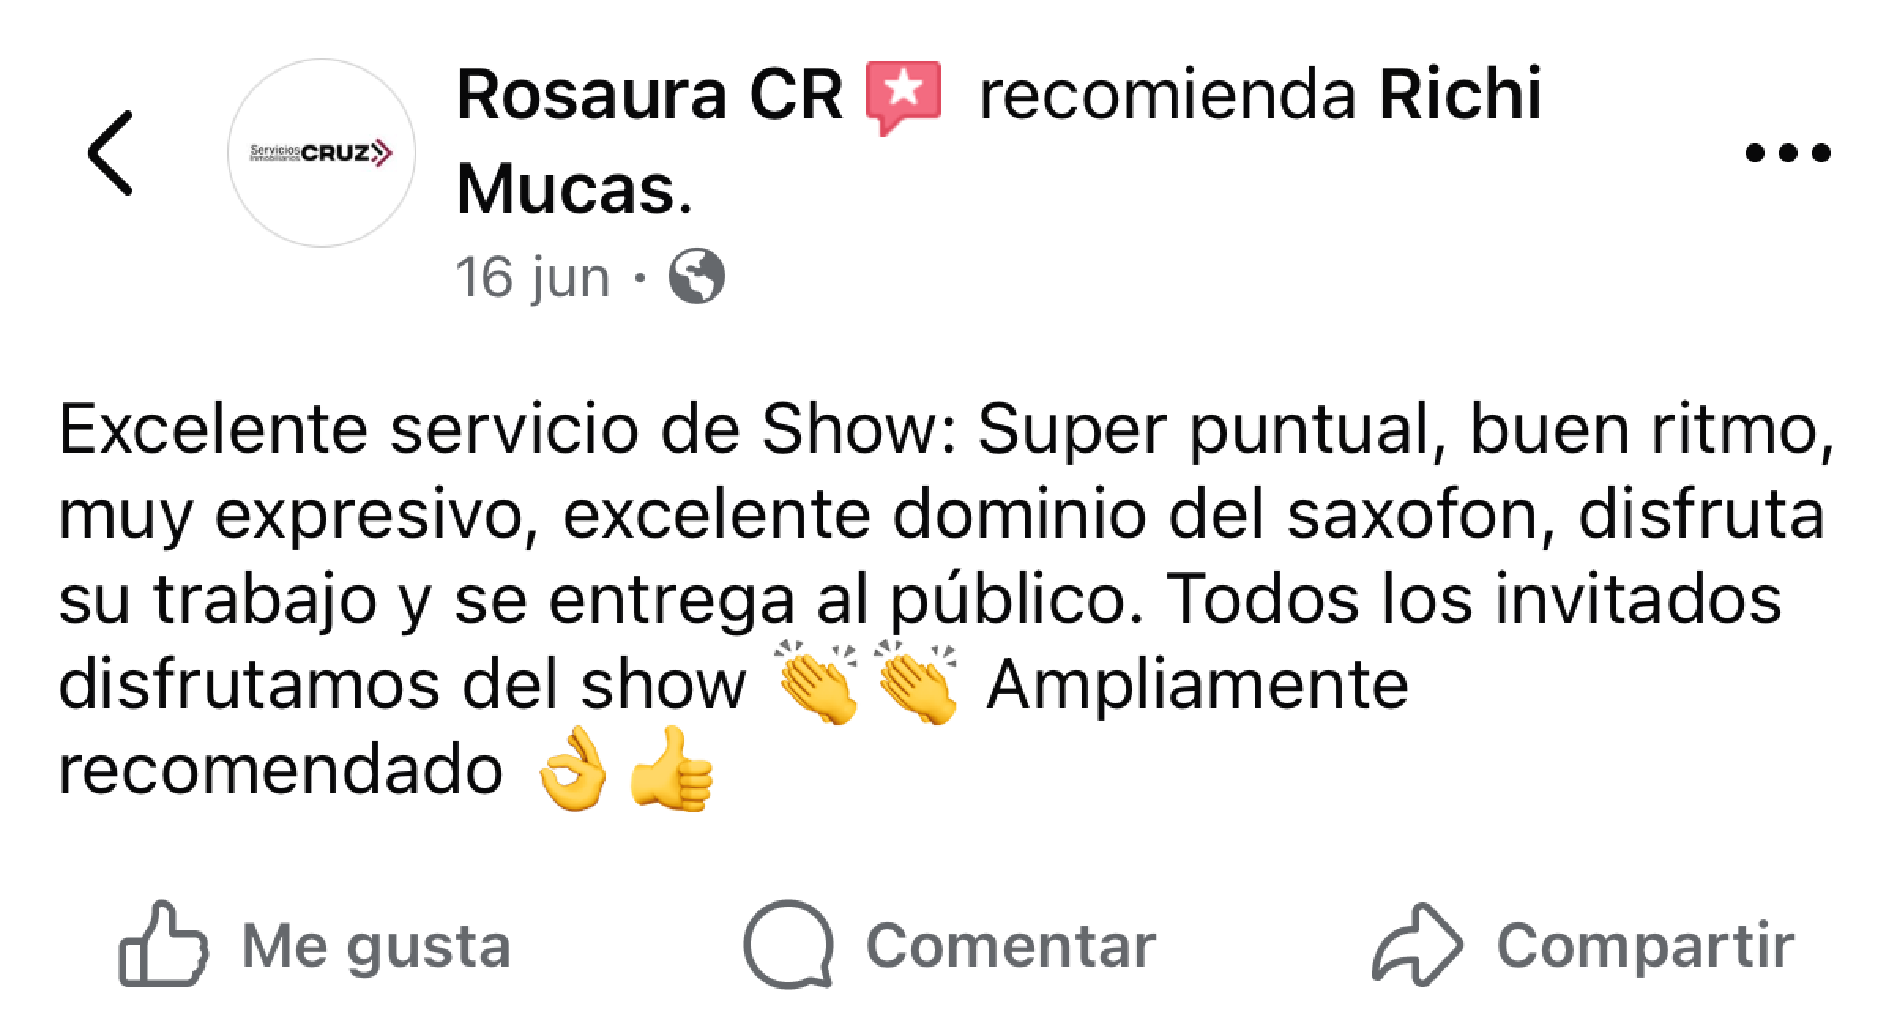 Rosaura CR recomienda Richi
Mucas.
16 jun ·
Servicios
Inmobiliarios
CRUZ
Excelente servicio de Show: Super puntual, buen ritmo,
muy expresivo, excelente dominio del saxofon, disfruta
su trabajo y se entrega al público. Todos los invitados
disfrutamos del show 👏👏 Ampliamente
recomendado 👌👍
Me gusta Comentar Compartir